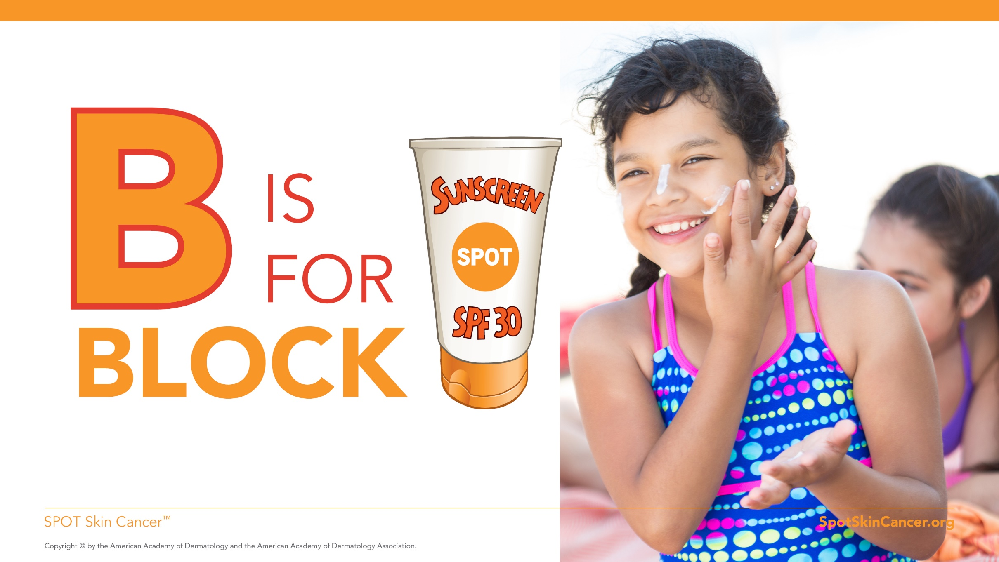 B
IS
FOR
BLOCK
SUNSCREEN
SPOT
SPF 30
SPOT Skin Cancer™
SpotSkinCancer.org
Copyright © by the American Academy of Dermatology and the American Academy of Dermatology Association.